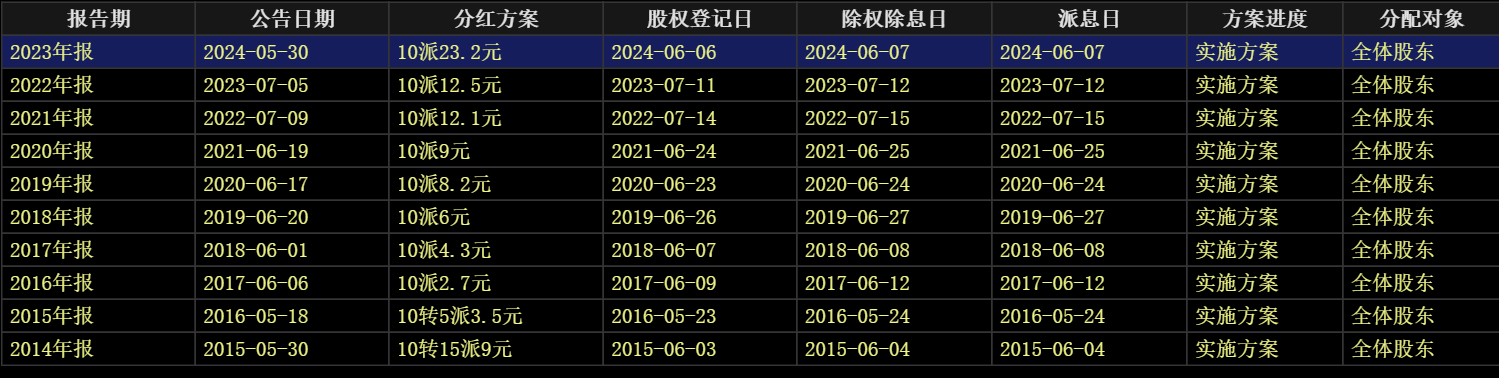 报告期 公告日期 分红方案 股权登记日 除权除息日 派息日 方案进度 分配对象
2023年报 2024-05-30 10派23.2元 2024-06-06 2024-06-07 2024-06-07 实施方案 全体股东
2022年报 2023-07-05 10派12.5元 2023-07-11 2023-07-12 2023-07-12 实施方案 全体股东
2021年报 2022-07-09 10派12.1元 2022-07-14 2022-07-15 2022-07-15 实施方案 全体股东
2020年报 2021-06-19 10派9元 2021-06-24 2021-06-25 2021-06-25 实施方案 全体股东
2019年报 2020-06-17 10派8.2元 2020-06-23 2020-06-24 2020-06-24 实施方案 全体股东
2018年报 2019-06-20 10派6元 2019-06-26 2019-06-27 2019-06-27 实施方案 全体股东
2017年报 2018-06-01 10派4.3元 2018-06-07 2018-06-08 2018-06-08 实施方案 全体股东
2016年报 2017-06-06 10派2.7元 2017-06-09 2017-06-12 2017-06-12 实施方案 全体股东
2015年报 2016-05-18 10转5派3.5元 2016-05-23 2016-05-24 2016-05-24 实施方案 全体股东
2014年报 2015-05-30 10转15派9元 2015-06-03 2015-06-04 2015-06-04 实施方案 全体股东